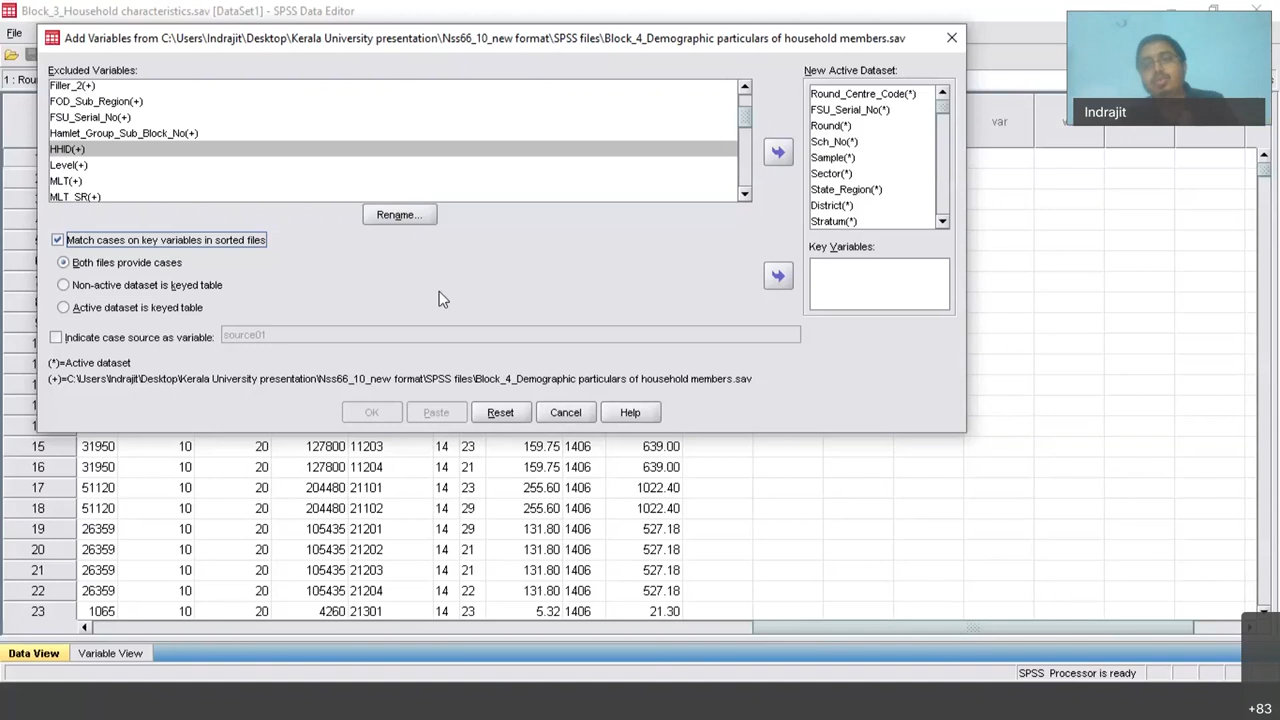 Block_3_Household characteristics.sav [DataSet1] - SPSS Data Editor
File
Add Variables from C:\Users\Indrajit\Desktop\Kerala University presentation\Nss66_10_new format\SPSS files\Block_4_Demographic particulars of household members.sav
Indrajit
Excluded Variables:
Filler_2(+)
FOD_Sub_Region(+)
FSU_Serial_No(+)
Hamlet_Group_Sub_Block_No(+)
HHID(+)
Level(+)
MLT(+)
MLT_SR(+)
Rename...
New Active Dataset:
Round_Centre_Code(*)
FSU_Serial_No(*)
Round(*)
Sch_No(*)
Sample(*)
Sector(*)
State_Region(*)
District(*)
Stratum(*)
Key Variables:
Match cases on key variables in sorted files
Both files provide cases
Non-active dataset is keyed table
Active dataset is keyed table
Indicate case source as variable: source01
(*)=Active dataset
(+)=C:\Users\Indrajit\Desktop\Kerala University presentation\Nss66_10_new format\SPSS files\Block_4_Demographic particulars of household members.sav
OK Paste Reset Cancel Help
var
15 31950 10 20 127800 11203 14 23 159.75 1406 639.00
16 31950 10 20 127800 11204 14 21 159.75 1406 639.00
17 51120 10 20 204480 21101 14 23 255.60 1406 1022.40
18 51120 10 20 204480 21102 14 29 255.60 1406 1022.40
19 26359 10 20 105435 21201 14 29 131.80 1406 527.18
20 26359 10 20 105435 21202 14 21 131.80 1406 527.18
21 26359 10 20 105435 21203 14 21 131.80 1406 527.18
22 26359 10 20 105435 21204 14 22 131.80 1406 527.18
23 1065 10 20 4260 21301 14 23 5.32 1406 21.30
Data View Variable View
SPSS Processor is ready
+83